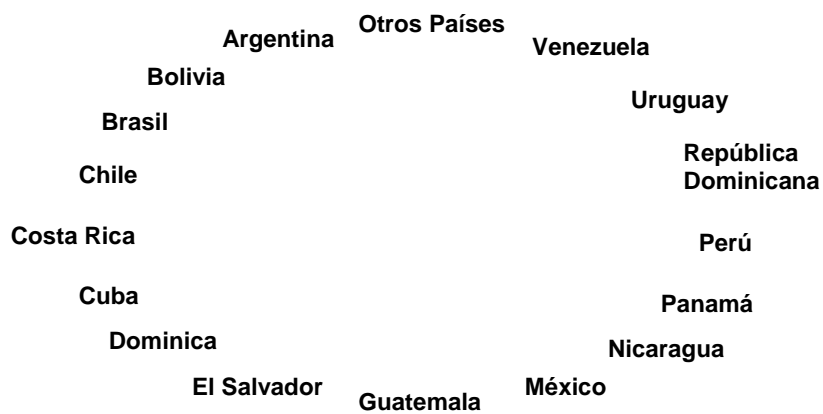 Otros Países
Argentina
Venezuela
Bolivia
Uruguay
Brasil
República
Dominicana
Chile
Costa Rica
Perú
Cuba
Panamá
Dominica
Nicaragua
El Salvador
México
Guatemala